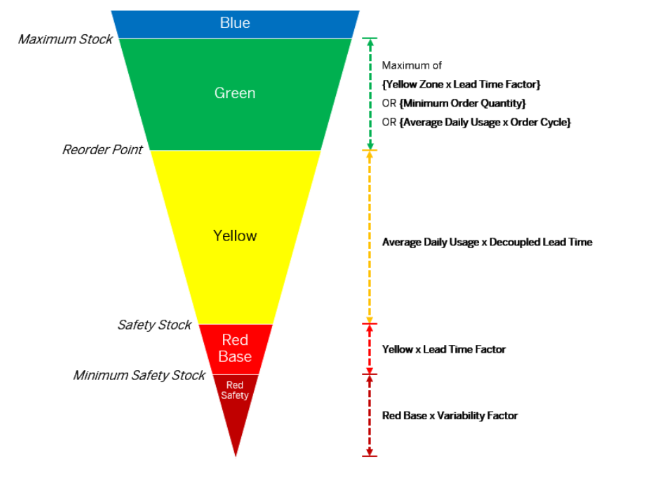 Blue
Maximum Stock
Green
Maximum of
{Yellow Zone x Lead Time Factor}
OR {Minimum Order Quantity}
OR {Average Daily Usage x Order Cycle}
Reorder Point
Yellow
Average Daily Usage x Decoupled Lead Time
Safety Stock
Red
Base
Yellow x Lead Time Factor
Minimum Safety Stock
Red
Safety
Red Base x Variability Factor